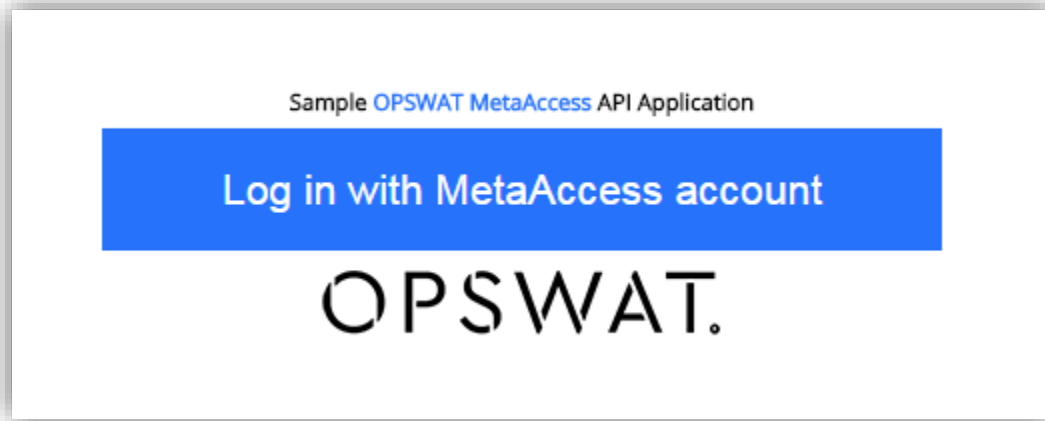 Sample OPSWAT MetaAccess API Application
Log in with MetaAccess account
OPSWAT.